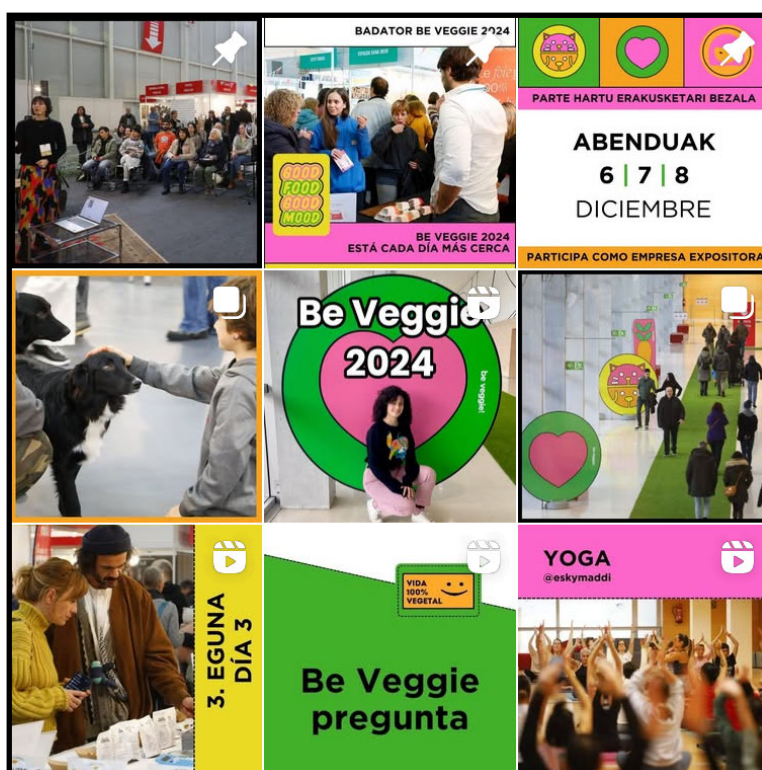 BADATOR BE VEGGIE 2024
GOOD
FOOD
GOOD
MOOD
BE VEGGIE 2024
ESTÁ CADA DÍA MÁS CERCA
PARTE HARTU ERAKUSKETARI BEZALA
ABENDUAK
6 | 7 | 8
DICIEMBRE
PARTICIPA COMO EMPRESA EXPOSITORA
Be Veggie
2024
be veggie!
3. EGUNA
DÍA 3
VIDA
100%
VEGETAL
Be Veggie
pregunta
YOGA
@eskymaddi